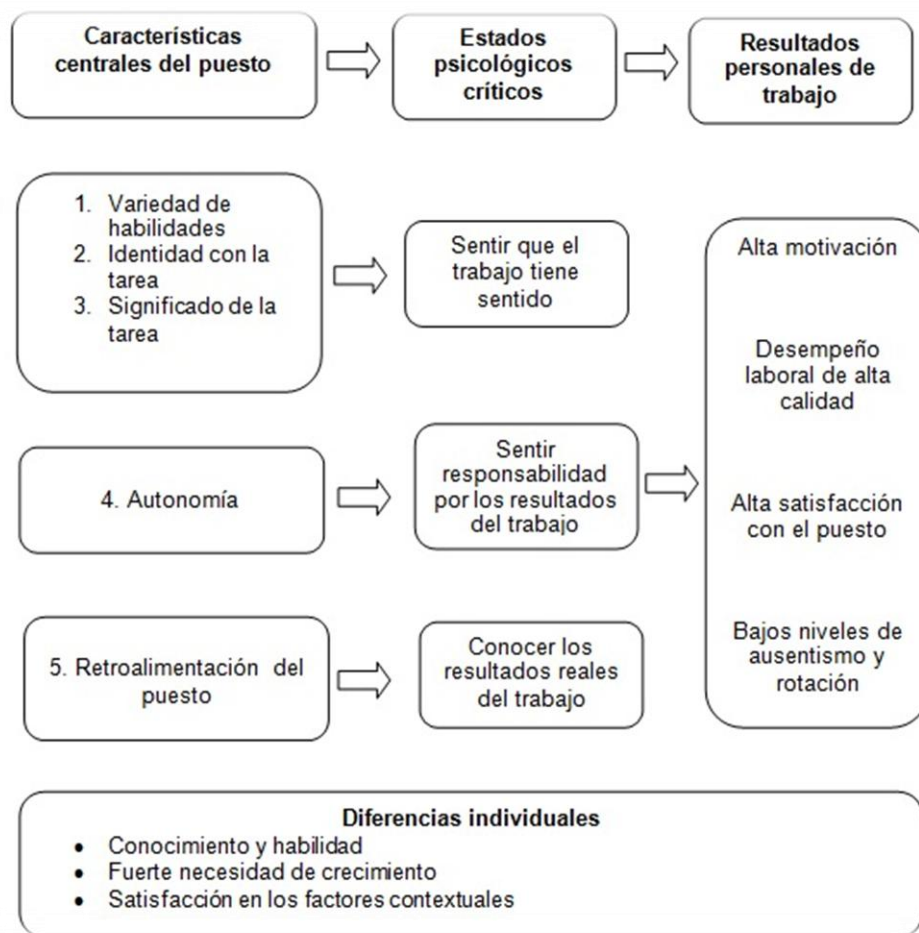 Características
centrales del puesto
Estados
psicológicos
críticos
Resultados
personales de
trabajo
1. Variedad de
habilidades
2. Identidad con la
tarea
3. Significado de la
tarea
Sentir que el
trabajo tiene
sentido
Alta motivación
Desempeño
laboral de alta
calidad
4. Autonomía
Sentir
responsabilidad
por los resultados
del trabajo
Alta satisfacción
con el puesto
5. Retroalimentación del
puesto
Conocer los
resultados reales
del trabajo
Bajos niveles de
ausentismo y
rotación
Diferencias individuales
• Conocimiento y habilidad
• Fuerte necesidad de crecimiento
• Satisfacción en los factores contextuales